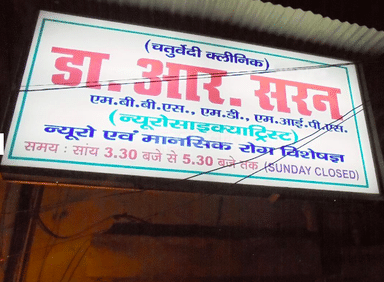 (चतुर्वेदी क्लीनिक)
डा. आर. सरन
एम.बी.बी.एस., एम.डी., एम.आई.पी.एस.
(न्यूरोसाइक्याट्रिस्ट)
न्यूरो एवं मानसिक रोग विशेषज्ञ
समय : सांय 3.30 बजे से 5.30 बजे तक (SUNDAY CLOSED)